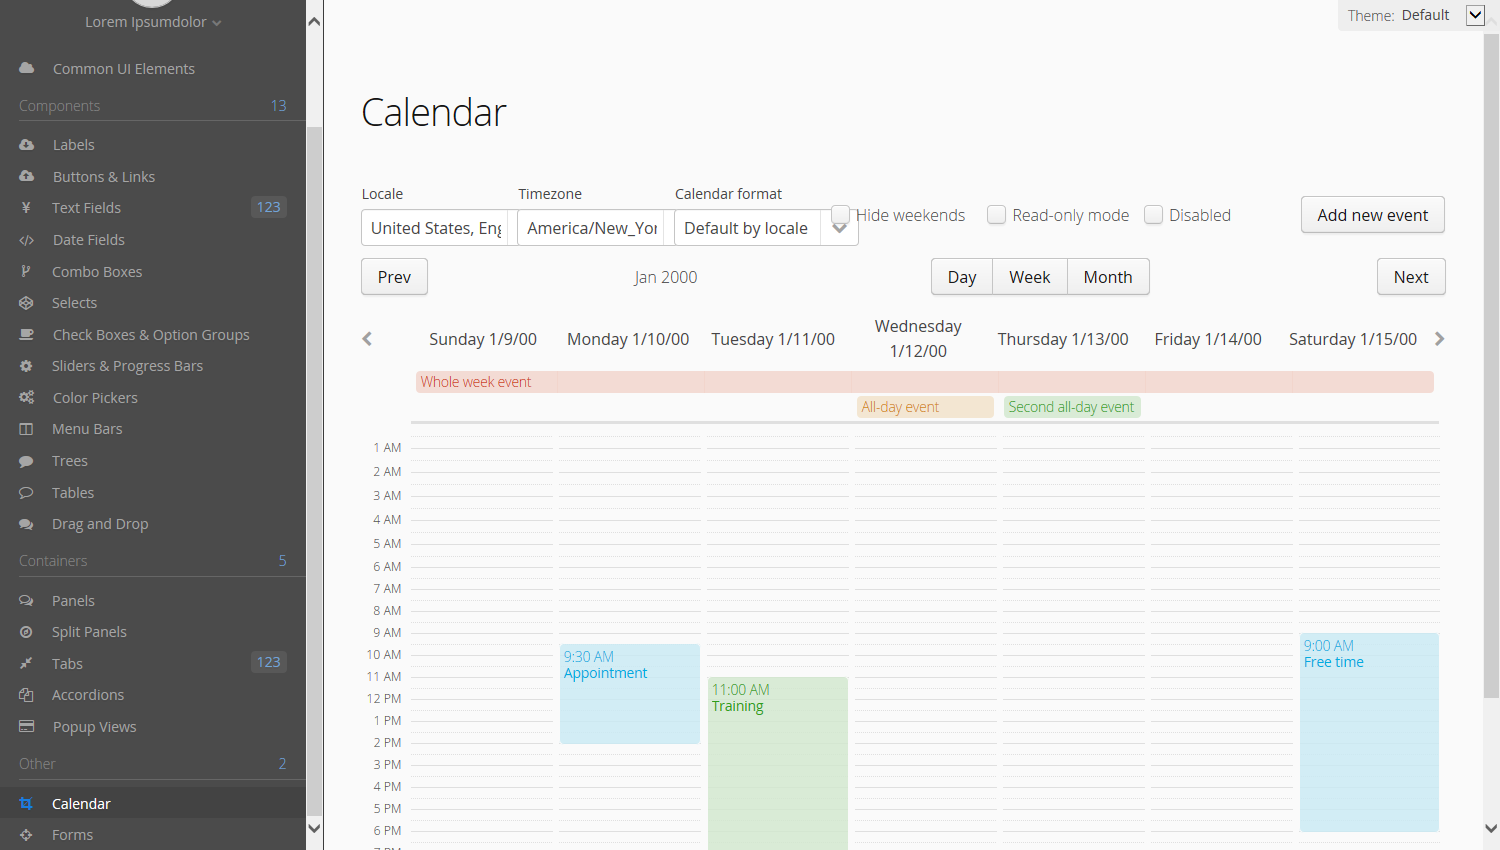 Lorem Ipsumdolor
Common UI Elements
Components 13
Labels
Buttons & Links
Text Fields 123
Date Fields
Combo Boxes
Selects
Check Boxes & Option Groups
Sliders & Progress Bars
Color Pickers
Menu Bars
Trees
Tables
Drag and Drop
Containers 5
Panels
Split Panels
Tabs 123
Accordions
Popup Views
Other 2
Calendar
Forms
Theme: Default
Calendar
Locale Timezone Calendar format
United States, Eng America/New_Yor Default by locale Hide weekends Read-only mode Disabled Add new event
Prev Jan 2000 Day Week Month Next
Sunday 1/9/00 Monday 1/10/00 Tuesday 1/11/00 Wednesday 1/12/00 Thursday 1/13/00 Friday 1/14/00 Saturday 1/15/00
Whole week event
All-day event Second all-day event
1 AM
2 AM
3 AM
4 AM
5 AM
6 AM
7 AM
8 AM
9 AM
10 AM
11 AM
12 PM
1 PM
2 PM
3 PM
4 PM
5 PM
6 PM
9:30 AM
Appointment
11:00 AM
Training
9:00 AM
Free time